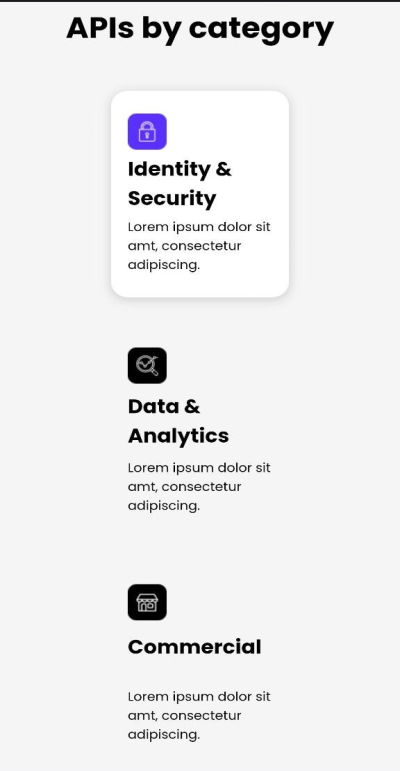 APIs by category
Identity &
Security
Lorem ipsum dolor sit
amt, consectetur
adipiscing.
Data &
Analytics
Lorem ipsum dolor sit
amt, consectetur
adipiscing.
Commercial
Lorem ipsum dolor sit
amt, consectetur
adipiscing.